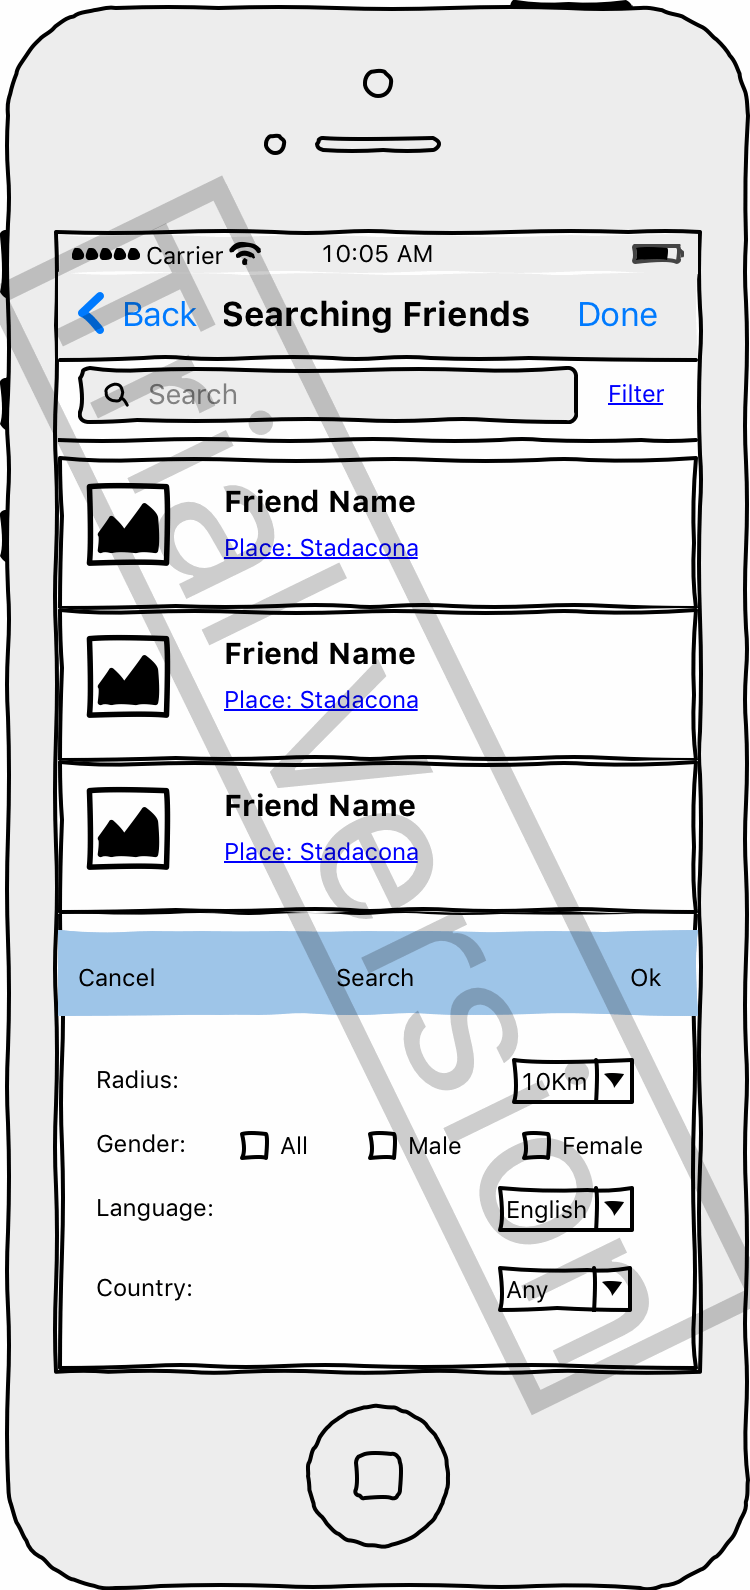 Carrier 10:05 AM
Back Searching Friends Done
Search Filter
Friend Name
Place: Stadacona
Friend Name
Place: Stadacona
Friend Name
Place: Stadacona
Cancel Search Ok
Radius: 10Km
Gender: All Male Female
Language: English
Country: Any
Trial Version